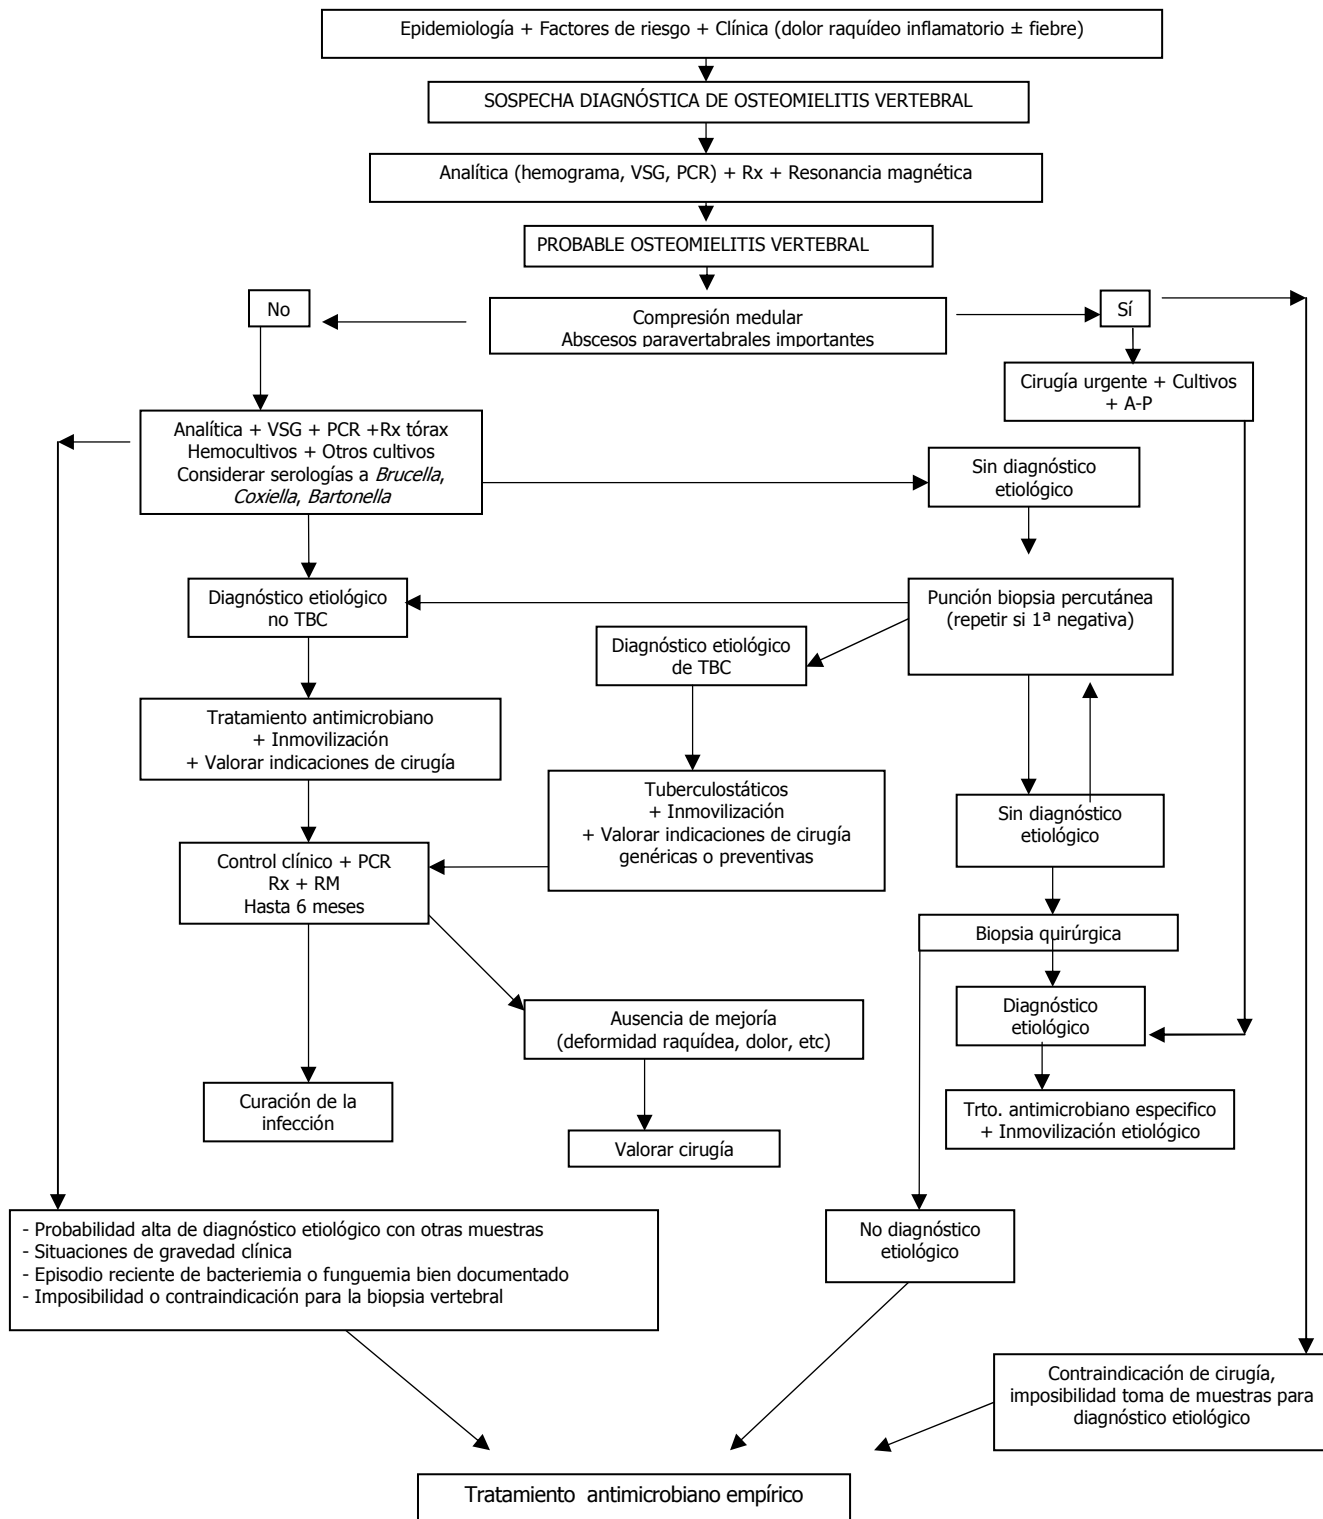 Epidemiología + Factores de riesgo + Clínica (dolor raquídeo inflamatorio ± fiebre)
SOSPECHA DIAGNÓSTICA DE OSTEOMIELITIS VERTEBRAL
Analítica (hemograma, VSG, PCR) + Rx + Resonancia magnética
PROBABLE OSTEOMIELITIS VERTEBRAL
No
Compresión medular
Abscesos paravertabrales importantes
Sí
Cirugía urgente + Cultivos
+ A-P
Analítica + VSG + PCR +Rx tórax
Hemocultivos + Otros cultivos
Considerar serologías a Brucella,
Coxiella, Bartonella
Sin diagnóstico
etiológico
Diagnóstico etiológico
no TBC
Punción biopsia percutánea
(repetir si 1ª negativa)
Diagnóstico etiológico
de TBC
Tratamiento antimicrobiano
+ Inmovilización
+ Valorar indicaciones de cirugía
Tuberculostáticos
+ Inmovilización
+ Valorar indicaciones de cirugía
genéricas o preventivas
Sin diagnóstico
etiológico
Control clínico + PCR
Rx + RM
Hasta 6 meses
Biopsia quirúrgica
Diagnóstico
etiológico
Ausencia de mejoría
(deformidad raquídea, dolor, etc)
Curación de la
infección
Trto. antimicrobiano especifico
+ Inmovilización etiológico
Valorar cirugía
- Probabilidad alta de diagnóstico etiológico con otras muestras
- Situaciones de gravedad clínica
- Episodio reciente de bacteriemia o funguemia bien documentado
- Imposibilidad o contraindicación para la biopsia vertebral
No diagnóstico
etiológico
Contraindicación de cirugía,
imposibilidad toma de muestras para
diagnóstico etiológico
Tratamiento antimicrobiano empírico